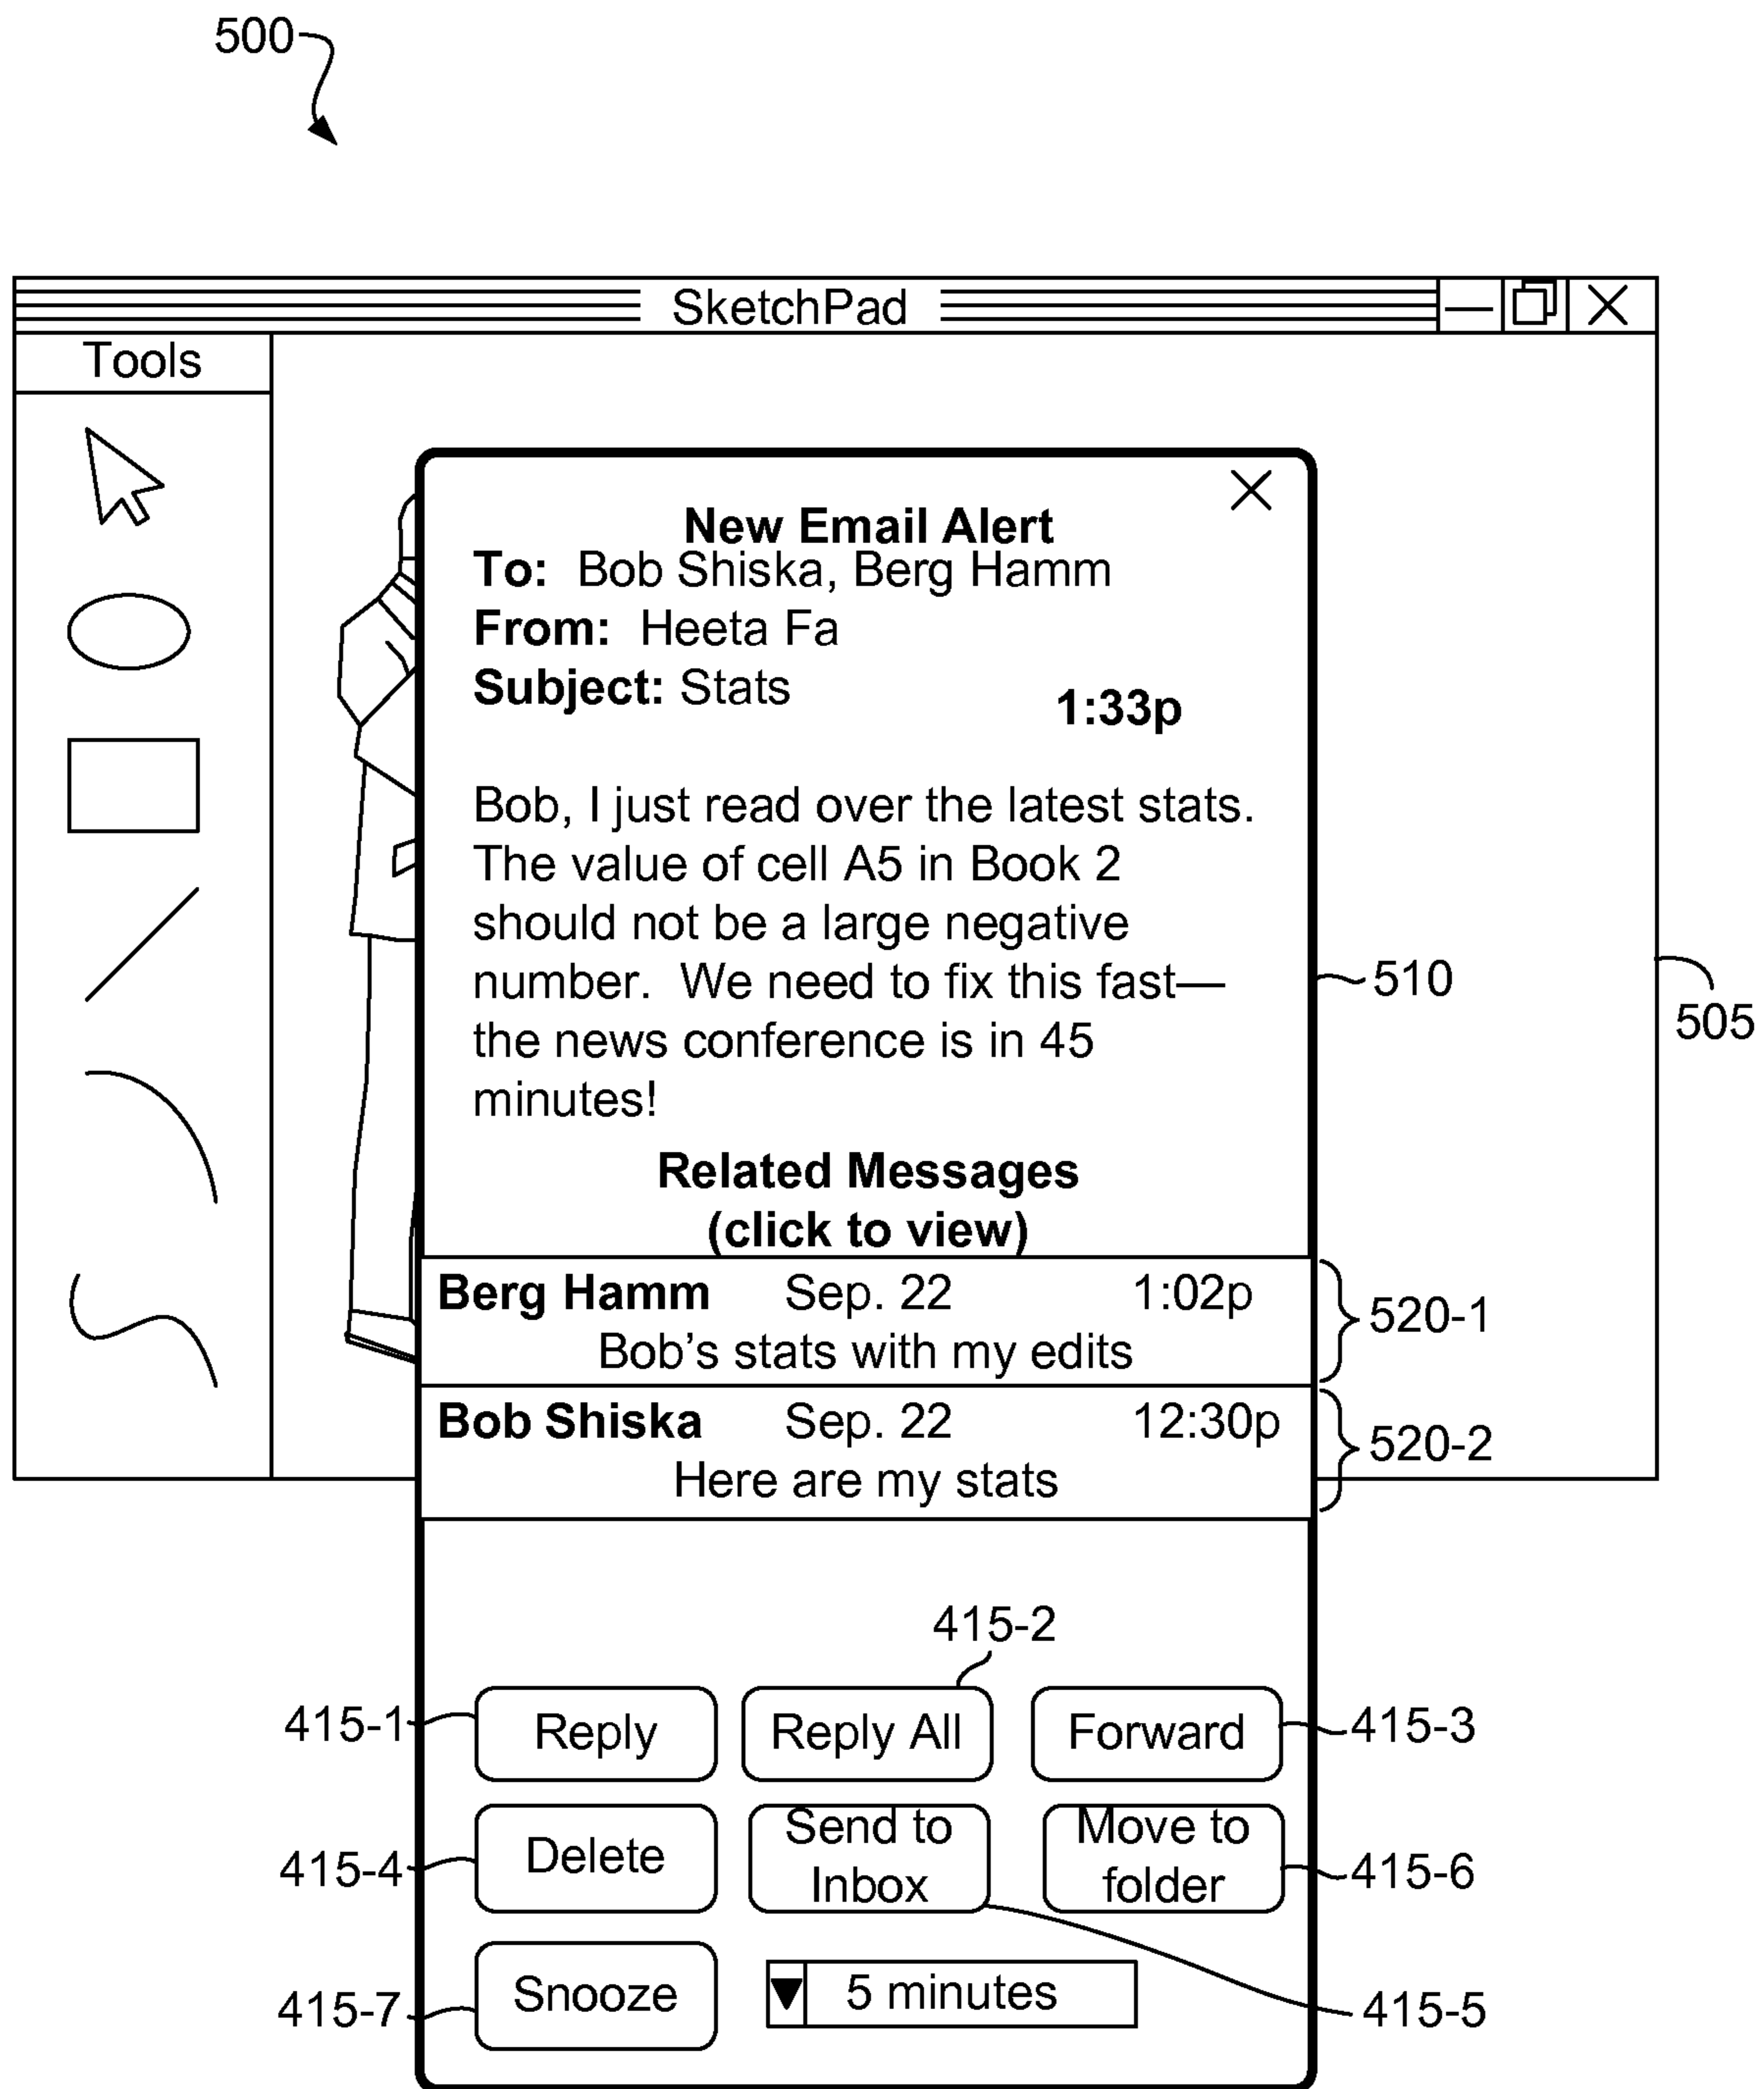 500
SketchPad
Tools
New Email Alert
To: Bob Shiska, Berg Hamm
From: Heeta Fa
Subject: Stats
1:33p
Bob, I just read over the latest stats.
The value of cell A5 in Book 2
should not be a large negative
number. We need to fix this fast—
the news conference is in 45
minutes!
510
505
Related Messages
(click to view)
Berg Hamm Sep. 22 1:02p
Bob's stats with my edits
520-1
Bob Shiska Sep. 22 12:30p
Here are my stats
520-2
415-2
415-1 Reply Reply All Forward 415-3
415-4 Delete
Send to
Inbox
Move to
folder
415-6
415-7 Snooze 5 minutes 415-5